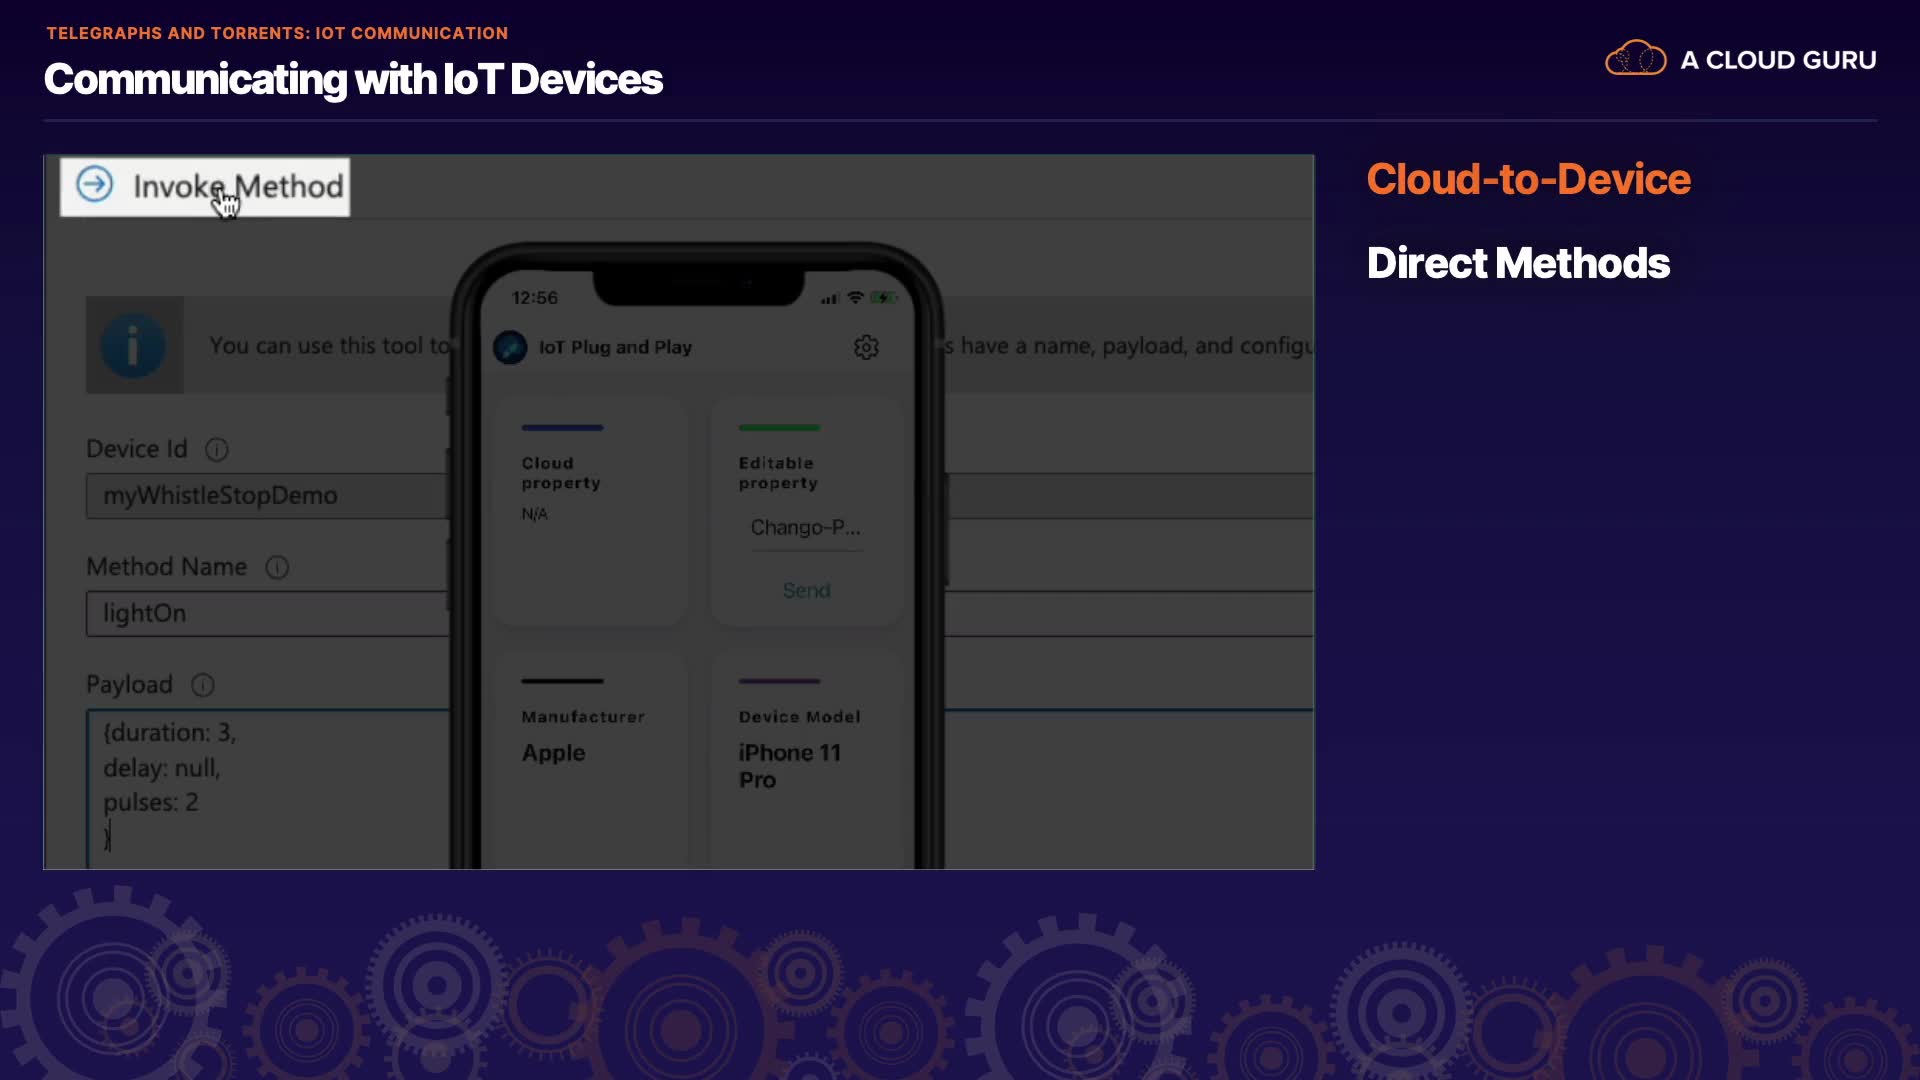 TELEGRAPHS AND TORRENTS: IOT COMMUNICATION
Communicating with IoT Devices
A CLOUD GURU
Invoke Method
Cloud-to-Device
Direct Methods
12:56
You can use this tool to
IoT Plug and Play
s have a name, payload, and configu
Device Id
myWhistleStopDemo
Method Name
lightOn
Payload
{duration: 3,
delay: null,
pulses: 2
}
Cloud
property
N/A
Editable
property
Chango-P...
Send
Manufacturer
Apple
Device Model
iPhone 11
Pro